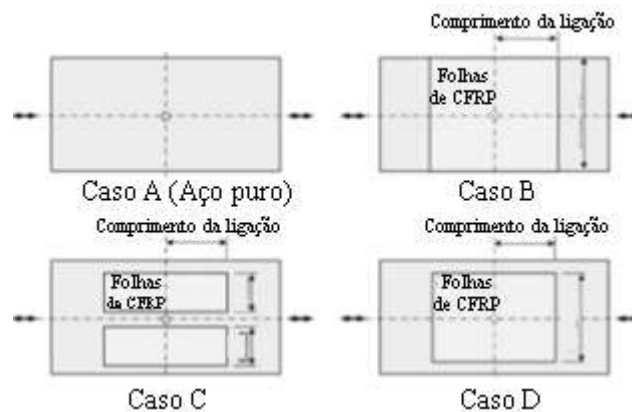 Comprimento da ligação
Folhas
de CFRP
Caso A (Aço puro)
Caso B
Comprimento da ligação
Comprimento da ligação
Folhas
da CFRP
Folhas
de CFRP
Caso C
Caso D